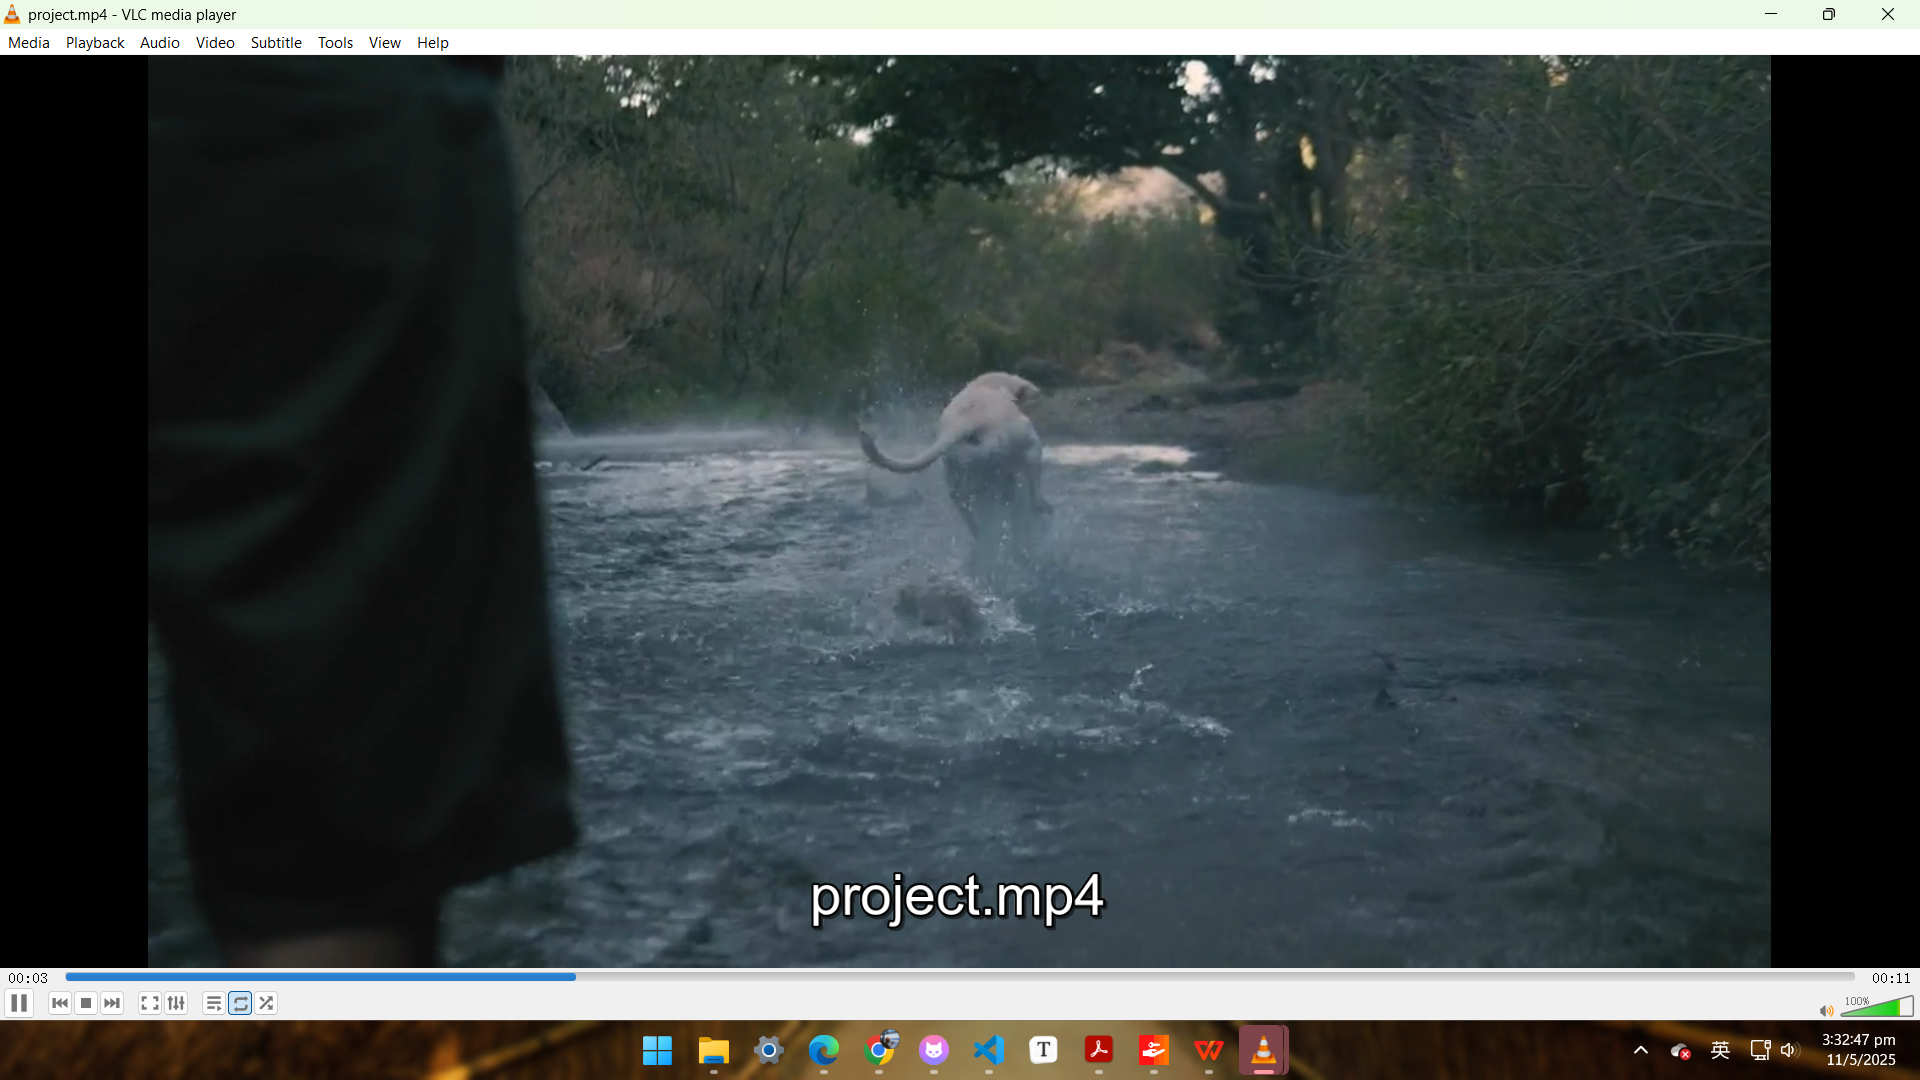 project.mp4 - VLC media player
Media Playback Audio Video Subtitle Tools View Help
project.mp4
00:03
00:11
100%
T
英
3:32:47 pm
11/5/2025